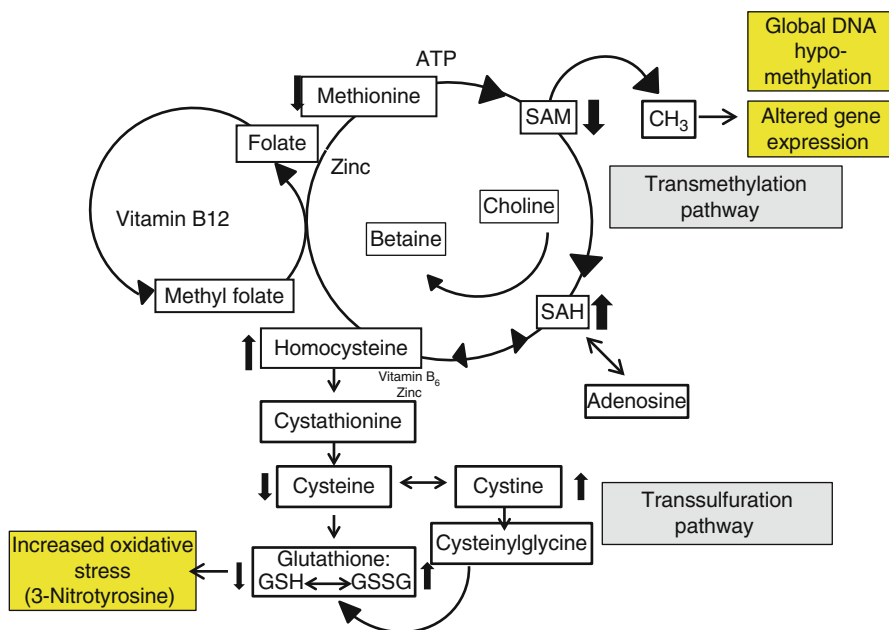 Global DNA
hypo-
methylation
ATP
Methionine
SAM
CH₃
Altered gene
expression
Folate
Zinc
Transmethylation
pathway
Choline
Vitamin B12
Betaine
Methyl folate
SAH
Homocysteine
Vitamin B₆
Zinc
Adenosine
Cystathionine
Cysteine
Cystine
Transsulfuration
pathway
Increased oxidative
stress
(3-Nitrotyrosine)
Glutathione:
GSH GSSG
Cysteinylglycine